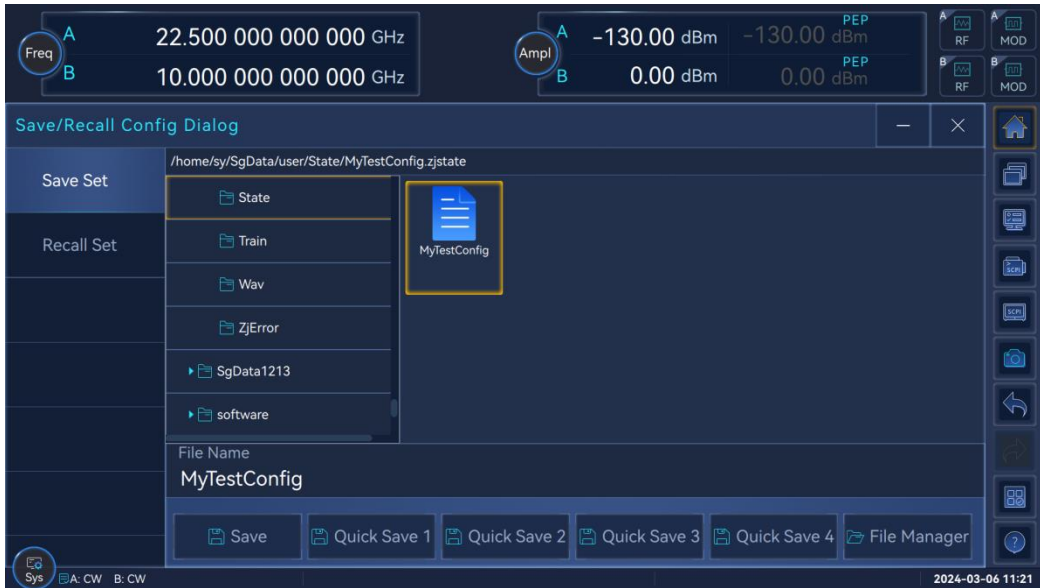 Freq
A 22.500 000 000 000 GHz
B 10.000 000 000 000 GHz
Ampl
A -130.00 dBm PEP -130.00 dBm
B 0.00 dBm PEP 0.00 dBm
A RF
A MOD
B RF
B MOD
Save/Recall Config Dialog
Save Set
Recall Set
/home/sy/SgData/user/State/MyTestConfig.zjstate
State
Train
Wav
ZjError
SgData1213
software
MyTestConfig
File Name
MyTestConfig
Save
Quick Save 1
Quick Save 2
Quick Save 3
Quick Save 4
File Manager
SCPI
SCPI
?
Sys
A: CW B: CW
2024-03-06 11:21